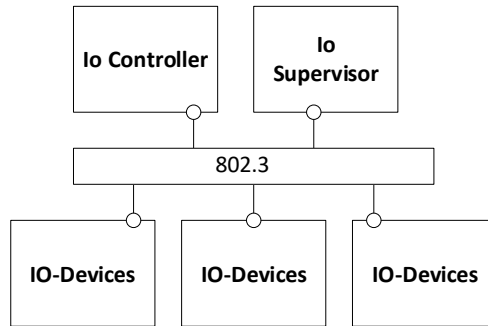 Io Controller
Io
Supervisor
802.3
IO-Devices
IO-Devices
IO-Devices